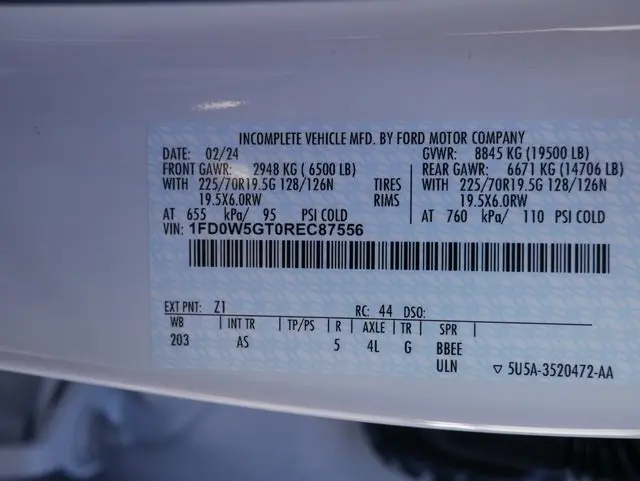 INCOMPLETE VEHICLE MFD. BY FORD MOTOR COMPANY
DATE: 02/24 GVWR: 8845 KG (19500 LB)
FRONT GAWR: 2948 KG ( 6500 LB) REAR GAWR: 6671 KG (14706 LB)
WITH 225/70R19.5G 128/126N TIRES WITH 225/70R19.5G 128/126N
19.5X6.0RW RIMS 19.5X6.0RW
AT 655 kPa/ 95 PSI COLD AT 760 kPa/ 110 PSI COLD
VIN: 1FD0W5GT0REC87556
EXT PNT: Z1 RC: 44 DSO:
WB INT TR TP/PS R AXLE TR SPR
203 AS 5 4L G BBEE
ULN ▽ 5U5A-3520472-AA